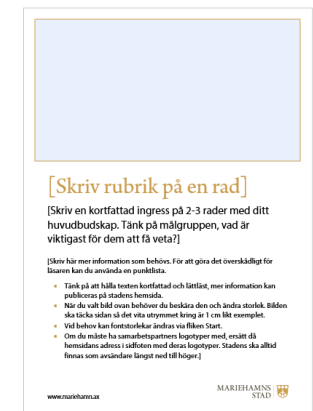 [Skriv rubrik på en rad]
[Skriv en kortfattad ingress på 2-3 rader med ditt
huvudbudskap. Tänk på målgruppen, vad är
viktigast för dem att få veta?]
[Skriv här mer information som behövs. För att göra det överskådligt för
läsaren kan du använda en punktlista.
• Tänk på att hålla texten kortfattad och lättläst, mer information kan
publiceras på stadens hemsida.
• När du valt bild ovan behöver du beskära den och ändra storlek. Bilden
ska täcka sidan så det vita utrymmet kring är 1 cm likt exemplet.
• Vid behov kan fontstorlekar ändras via fliken Start.
• Om du måste ha samarbetspartners logotyper med, ersätt då
hemsidans adress i sidfoten med deras logotyper. Stadens ska alltid
finnas som avsändare längst ned till höger.]
www.mariehamn.ax
MARIEHAMNS
STAD